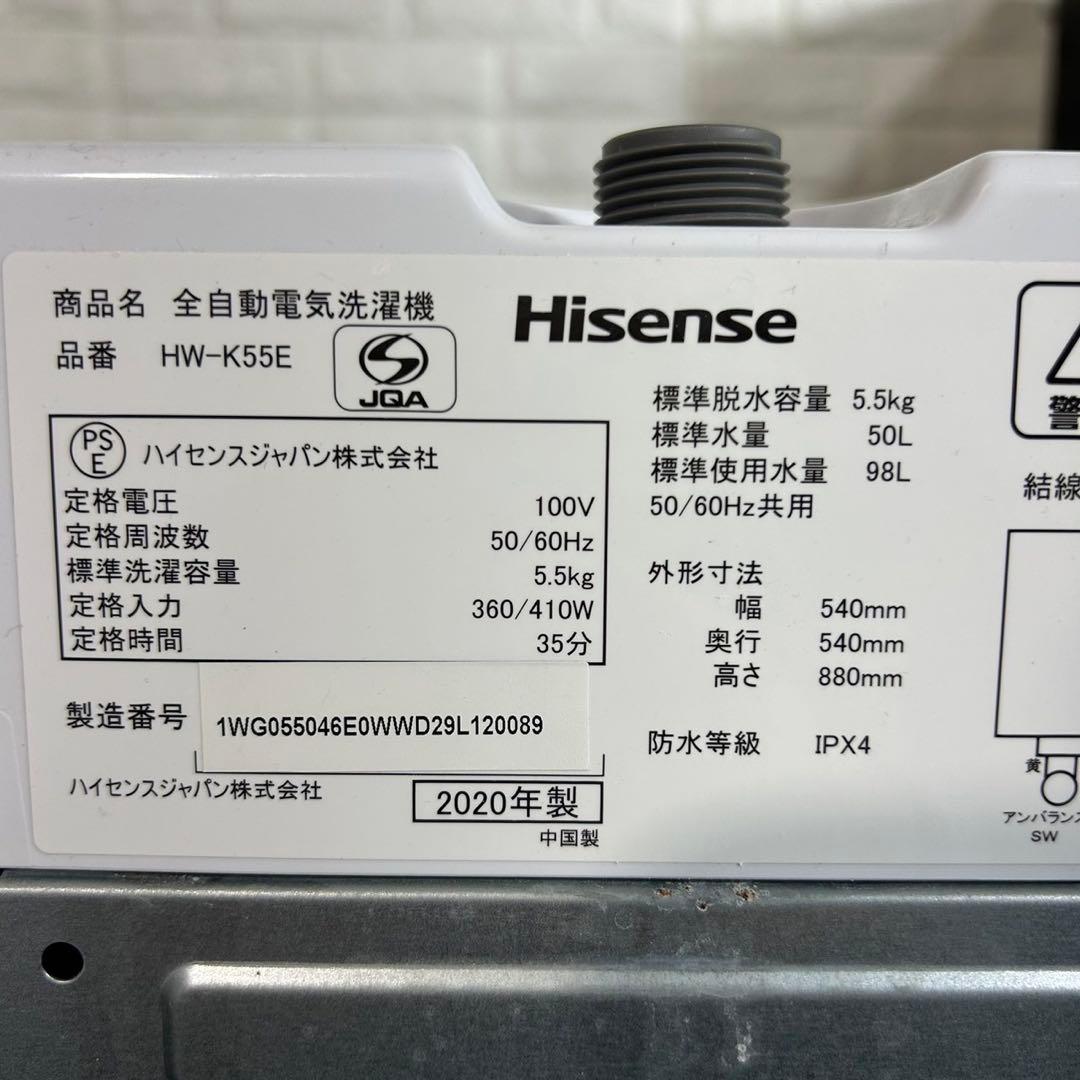 商品名 全自動電気洗濯機
品番 HW-K55E
JQA
Hisense
PS
E
ハイセンスジャパン株式会社
定格電圧 100V
定格周波数 50/60Hz
標準洗濯容量 5.5kg
定格入力 360/410W
定格時間 35分
製造番号 1WG055046E0WWD29L120089
ハイセンスジャパン株式会社
2020年製
中国製
標準脱水容量 5.5kg
標準水量 50L
標準使用水量 98L
50/60Hz共用
外形寸法
幅 540mm
奥行 540mm
高さ 880mm
防水等級 IPX4
警
結線
黄
アンバランス
SW